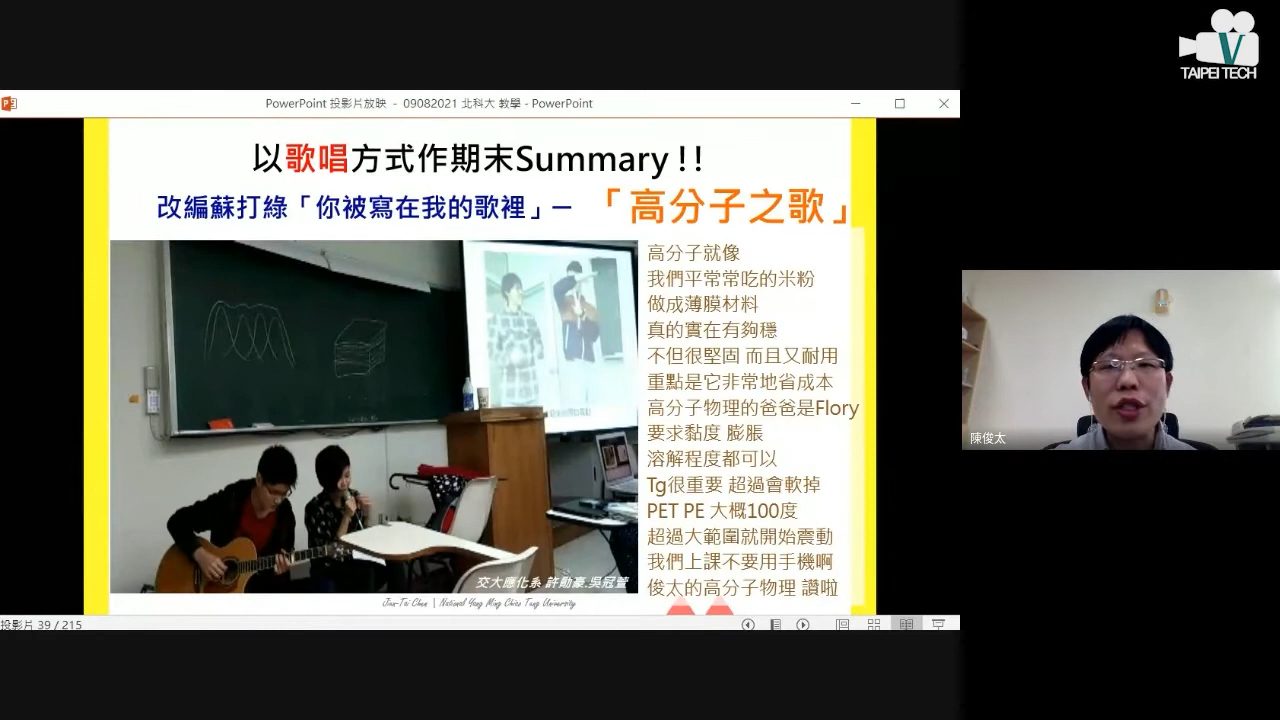 TAIPEI TECH
PowerPoint 投影片放映 - 09082021 北科大 教學 - PowerPoint
以歌唱方式作期末Summary!!
改編蘇打綠「你被寫在我的歌裡」— 「高分子之歌」
高分子就像
我們平常常吃的米粉
做成薄膜材料
真的實在有夠穩
不但很堅固 而且又耐用
重點是它非常地省成本
高分子物理的爸爸是Flory
要求黏度 膨脹
溶解程度都可以
Tg很重要 超過會軟掉
PET PE 大概100度
超過大範圍就開始震動
我們上課不要用手機啊
俊太的高分子物理 讚啦
交大應化系 許勛豪.吳冠萱
Jiun-Tai Chen | National Yang Ming Chiao Tung University
投影片 39 / 215
陳俊太